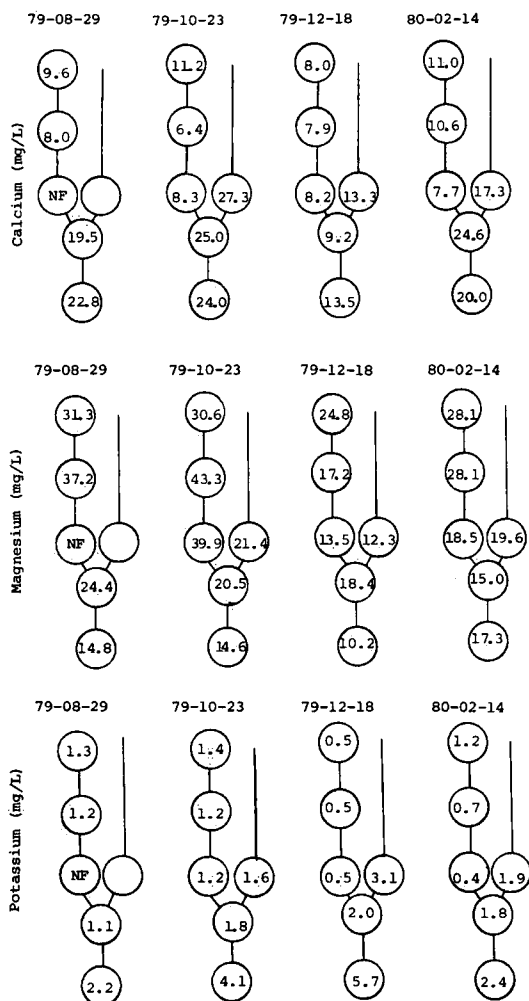 79-08-29 79-10-23 79-12-18 80-02-14
Calcium (mg/L)
9.6 11.2 8.0 11.0
8.0 6.4 7.9 10.6
NF 8.3 27.3 8.2 13.3 7.7 17.3
19.5 25.0 9.2 24.6
22.8 24.0 13.5 20.0
79-08-29 79-10-23 79-12-18 80-02-14
Magnesium (mg/L)
31.3 30.6 24.8 28.1
37.2 43.3 17.2 28.1
NF 39.9 21.4 13.5 12.3 18.5 19.6
24.4 20.5 18.4 15.0
14.8 14.6 10.2 17.3
79-08-29 79-10-23 79-12-18 80-02-14
Potassium (mg/L)
1.3 1.4 0.5 1.2
1.2 1.2 0.5 0.7
NF 1.2 1.6 0.5 3.1 0.4 1.9
1.1 1.8 2.0 1.8
2.2 4.1 5.7 2.4